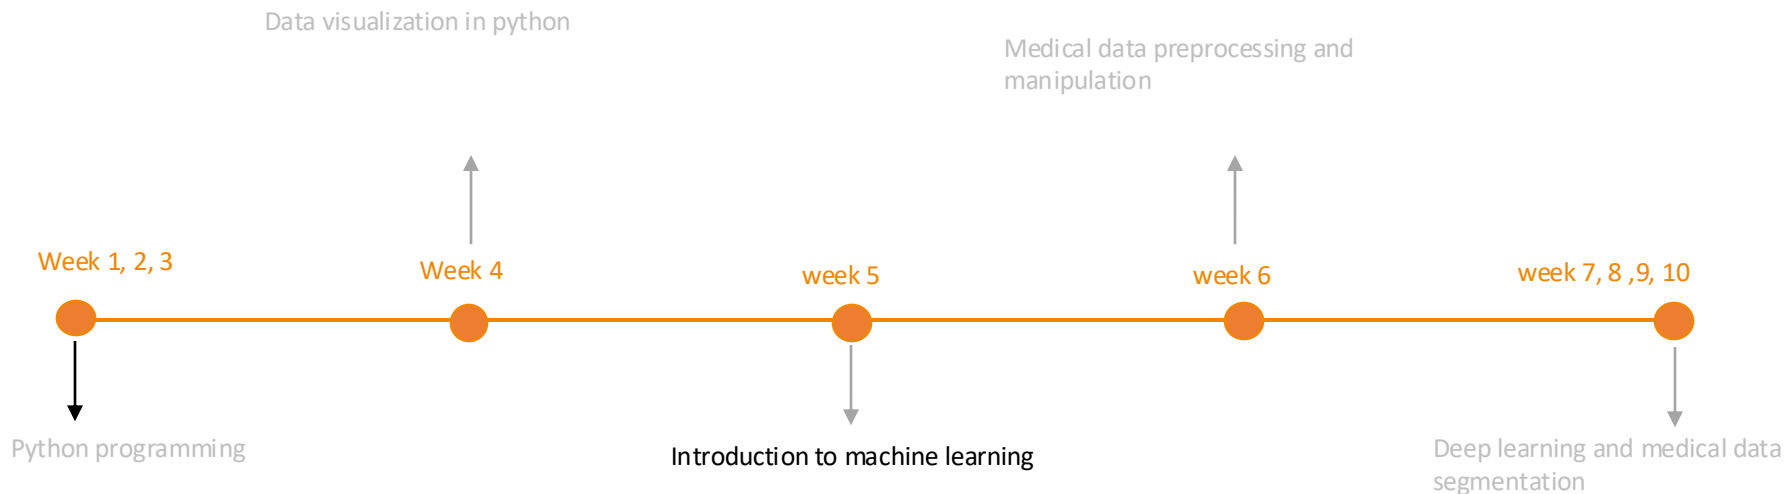 Data visualization in python
Medical data preprocessing and
manipulation
Week 1, 2, 3
Week 4
week 5
week 6
week 7, 8 ,9, 10
Python programming
Introduction to machine learning
Deep learning and medical data
segmentation